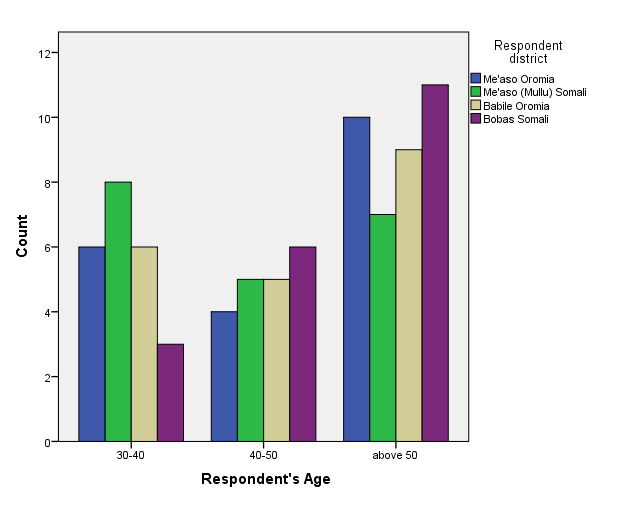 Respondent
district
Me'aso Oromia
Me'aso (Mullu) Somali
Babile Oromia
Bobas Somali
12
10
8
6
4
2
0
Count
30-40
40-50
above 50
Respondent's Age